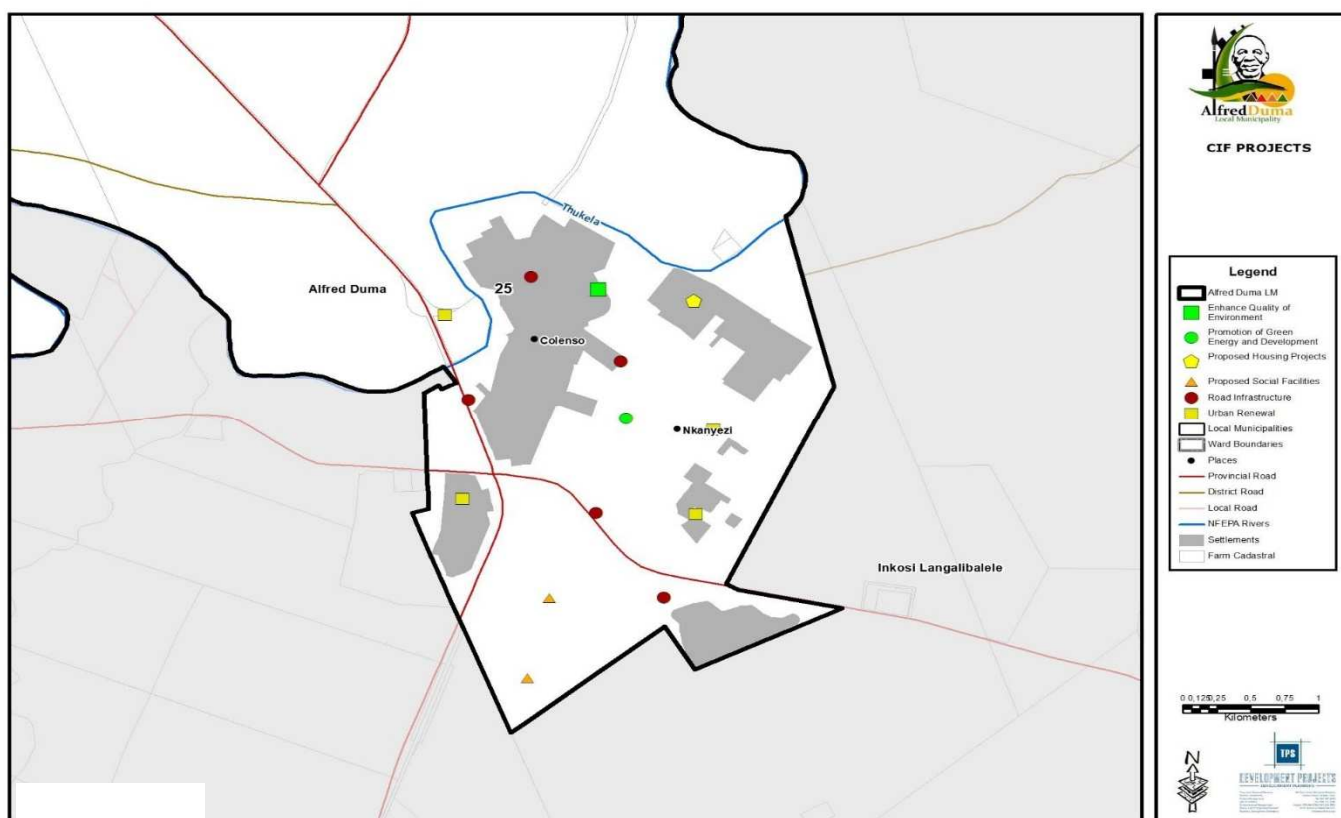 Thukela
Alfred Duma
25
Colenso
Nkanyezi
Inkosi Langalibalele
AlfredDuma
Local Municipality
CIF PROJECTS
Legend
Alfred Duma LM
Enhance Quality of
Environment
Promotion of Green
Energy and Development
Proposed Housing Projects
Proposed Social Facilities
Road Infrastructure
Urban Renewal
Local Municipalities
Ward Boundaries
Places
Provincial Road
District Road
Local Road
NFEPA Rivers
Settlements
Farm Cadastral
0 0,125 0,25 0,5 0,75 1
Kilometers
N
TPS
DEVELOPMENT PROJECTS